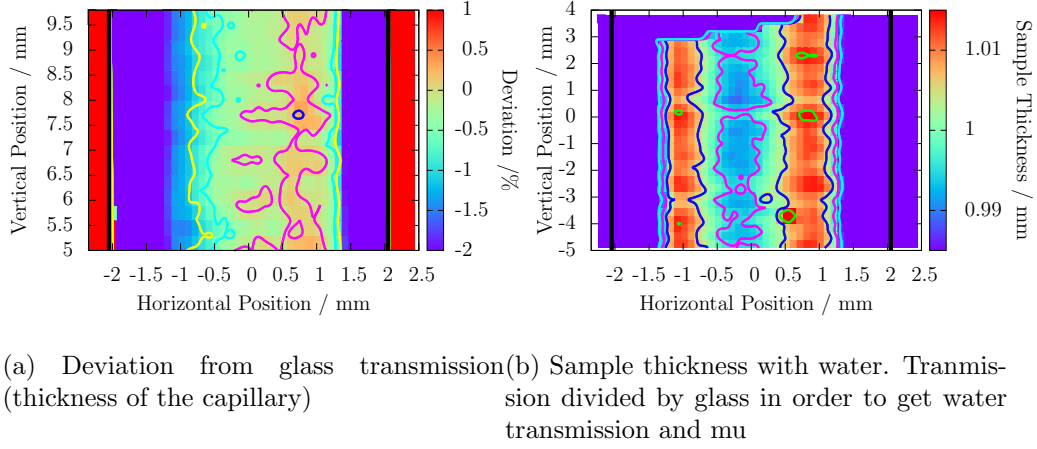 9.5
9
8.5
8
7.5
7
6.5
6
5.5
5
-2 -1.5 -1 -0.5 0 0.5 1 1.5 2 2.5
Vertical Position / mm
Horizontal Position / mm
1
0.5
0
-0.5
-1
-1.5
-2
Deviation /%
4
3
2
1
0
-1
-2
-3
-4
-5
-2 -1.5 -1 -0.5 0 0.5 1 1.5 2 2.5
Vertical Position / mm
Horizontal Position / mm
1.01
1
0.99
Sample Thickness / mm
(a) Deviation from glass transmission
(thickness of the capillary)
(b) Sample thickness with water. Tranmis-
sion divided by glass in order to get water
transmission and mu